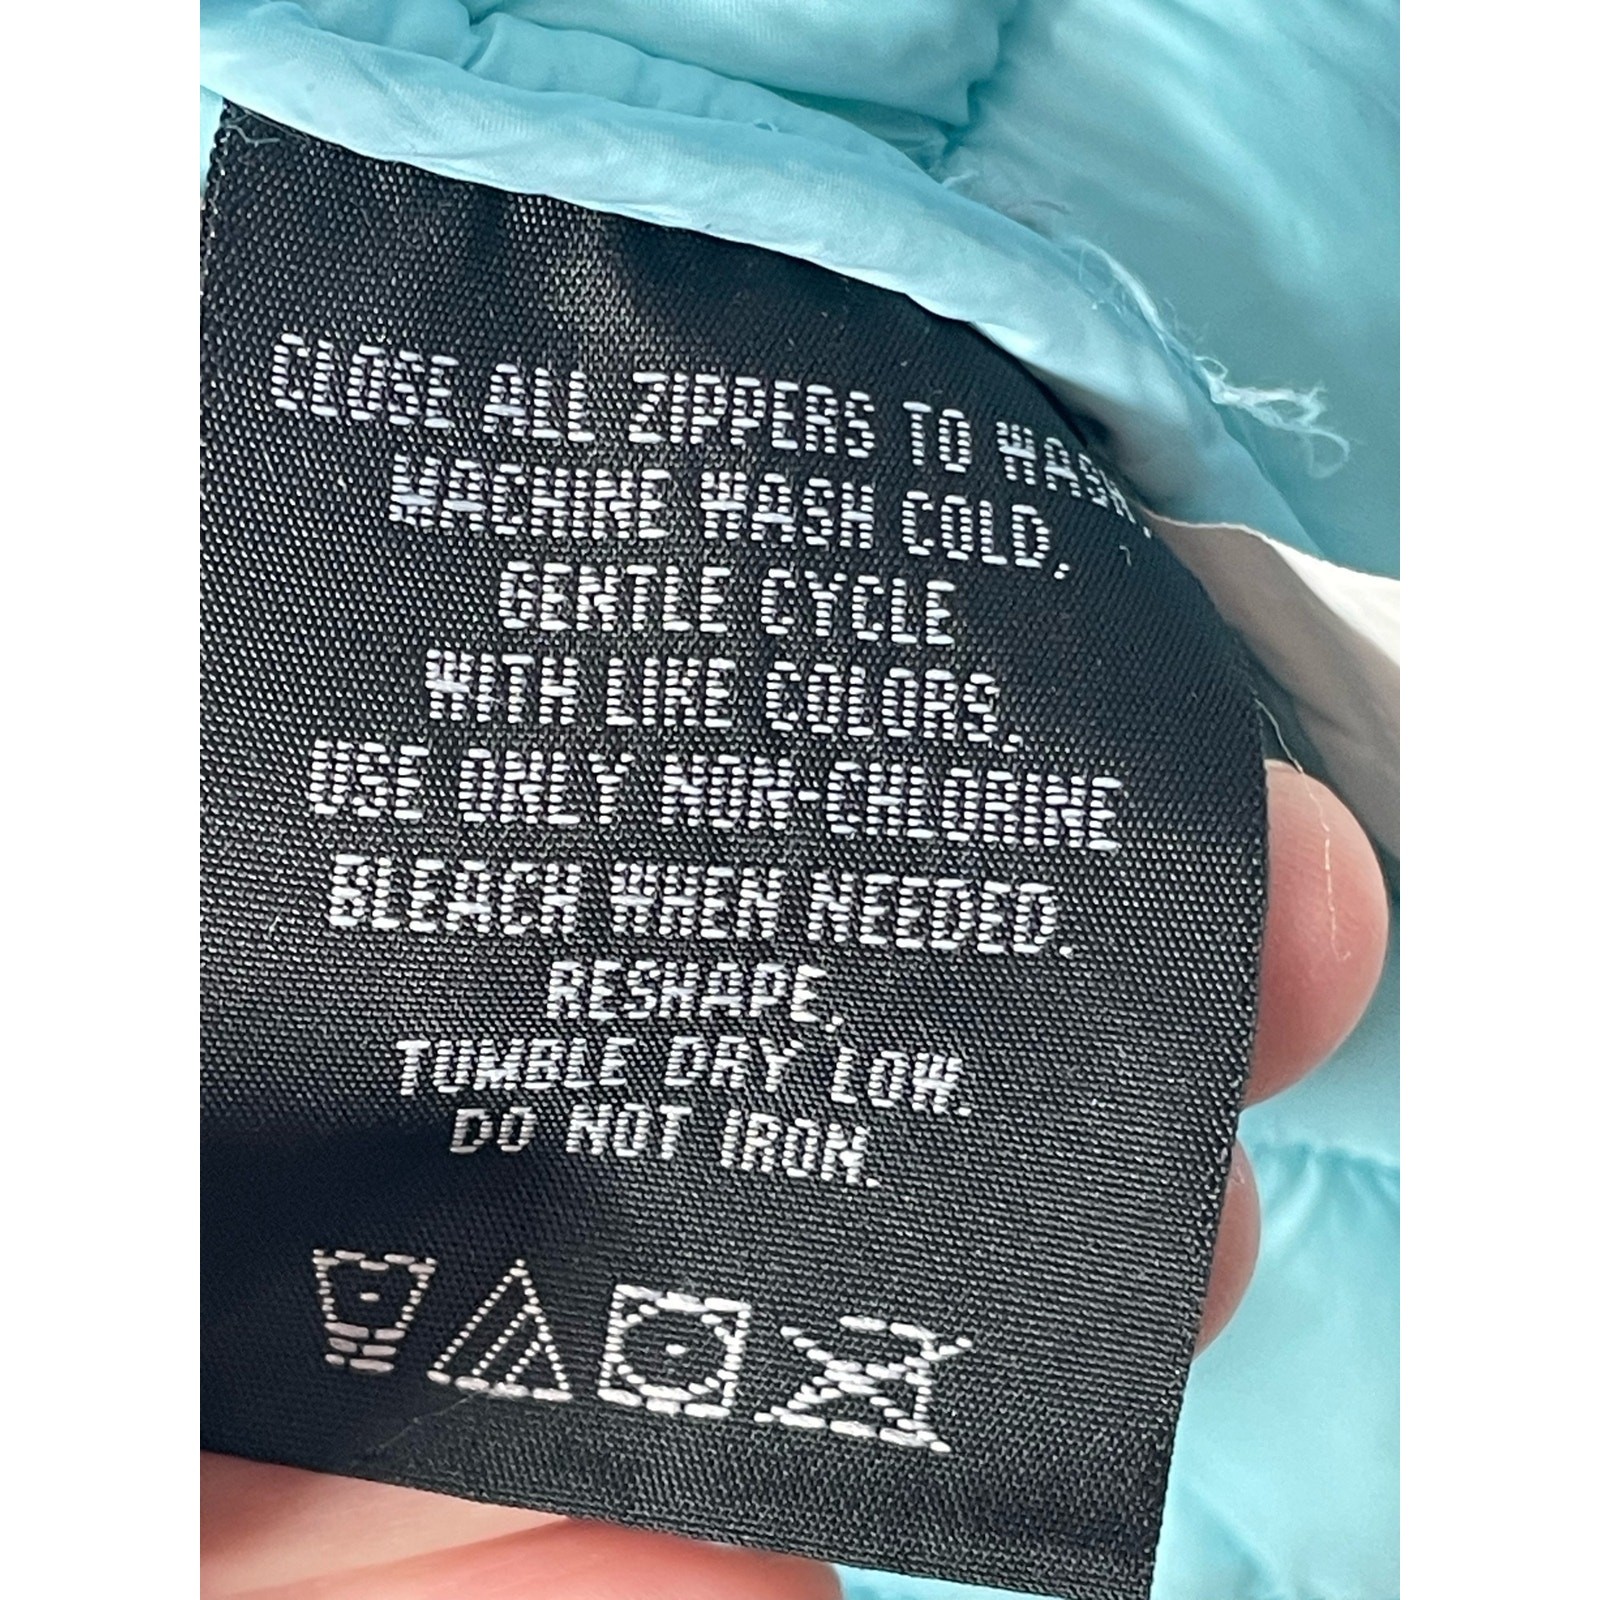 CLOSE ALL ZIPPERS TO WASH.
MACHINE WASH COLD,
GENTLE CYCLE
WITH LIKE COLORS.
USE ONLY NON-CHLORINE
BLEACH WHEN NEEDED.
RESHAPE,
TUMBLE DRY LOW.
DO NOT IRON.